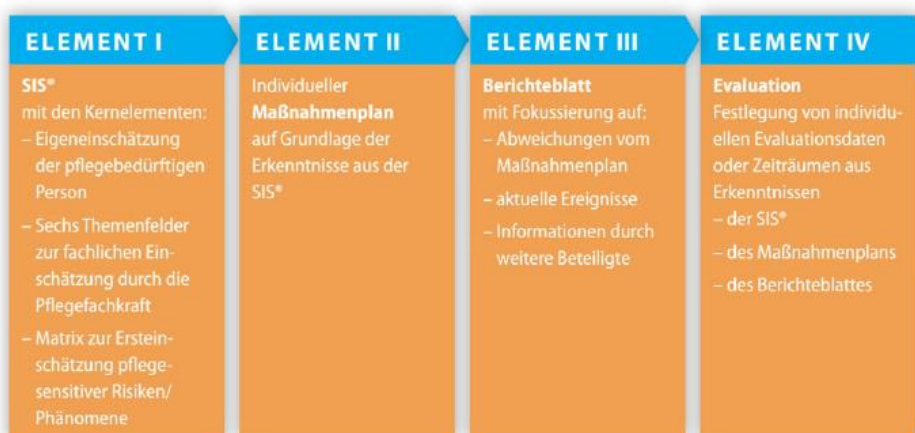 ELEMENT I
SIS®
mit den Kernelementen:
– Eigeneinschätzung
der pflegebedürftigen
Person
– Sechs Themenfelder
zur fachlichen Ein-
schätzung durch die
Pflegefachkraft
– Matrix zur Erstein-
schätzung pflege-
sensitiver Risiken/
Phänomene
ELEMENT II
Individueller
Maßnahmenplan
auf Grundlage der
Erkenntnisse aus der
SIS®
ELEMENT III
Berichteblatt
mit Fokussierung auf:
– Abweichungen vom
Maßnahmenplan
– aktuelle Ereignisse
– Informationen durch
weitere Beteiligte
ELEMENT IV
Evaluation
Festlegung von individu-
ellen Evaluationsdaten
oder Zeiträumen aus
Erkenntnissen
– der SIS®
– des Maßnahmenplans
– des Berichteblattes